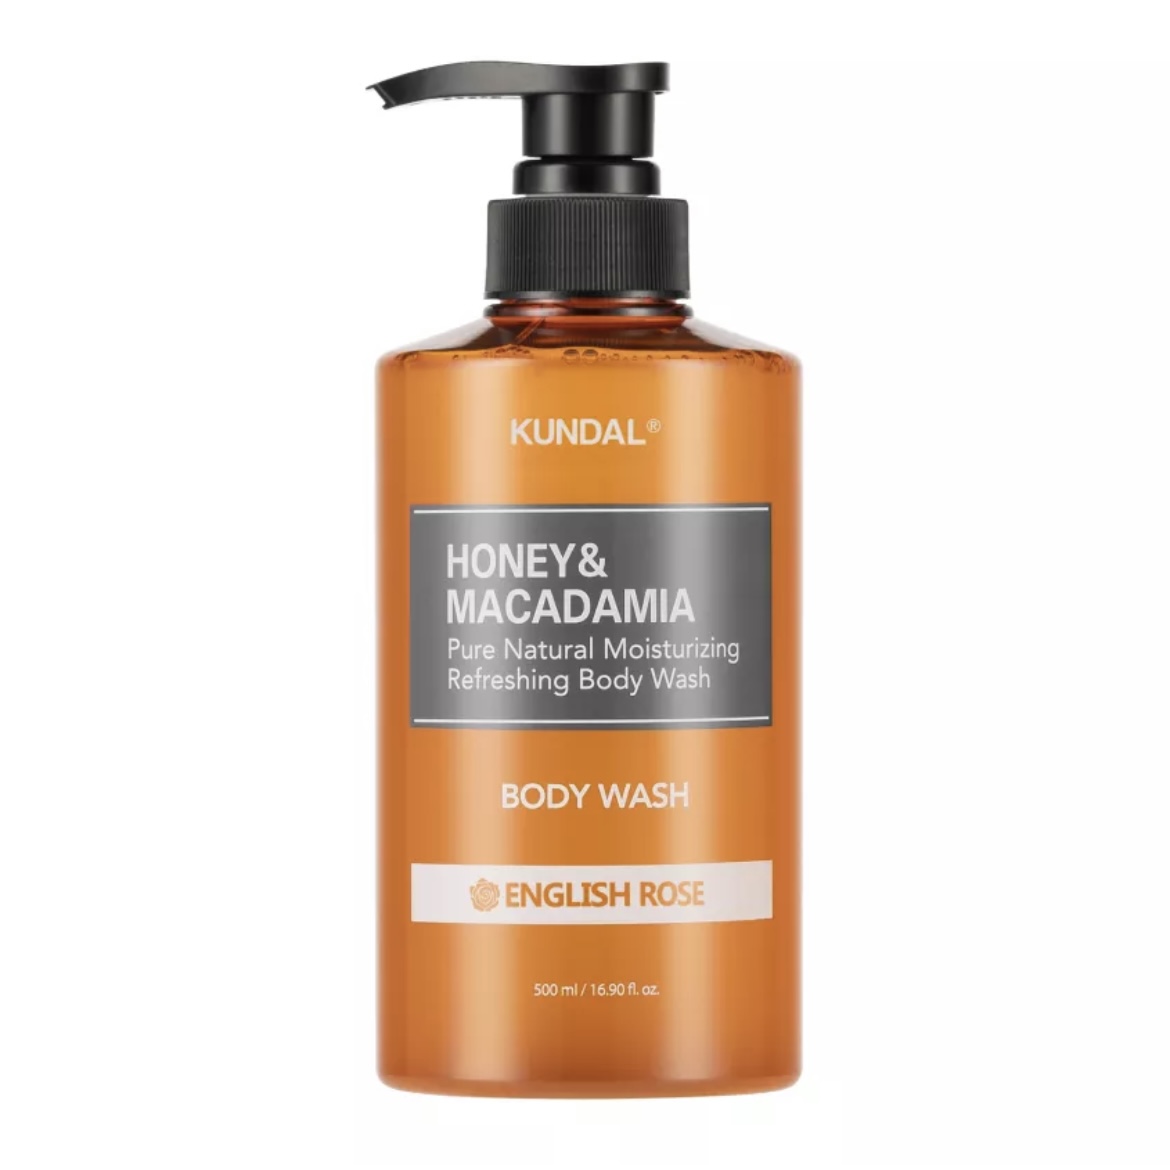 KUNDAL®
HONEY&
MACADAMIA
Pure Natural Moisturizing
Refreshing Body Wash
BODY WASH
ENGLISH ROSE
500 ml / 16.90 fl. oz.